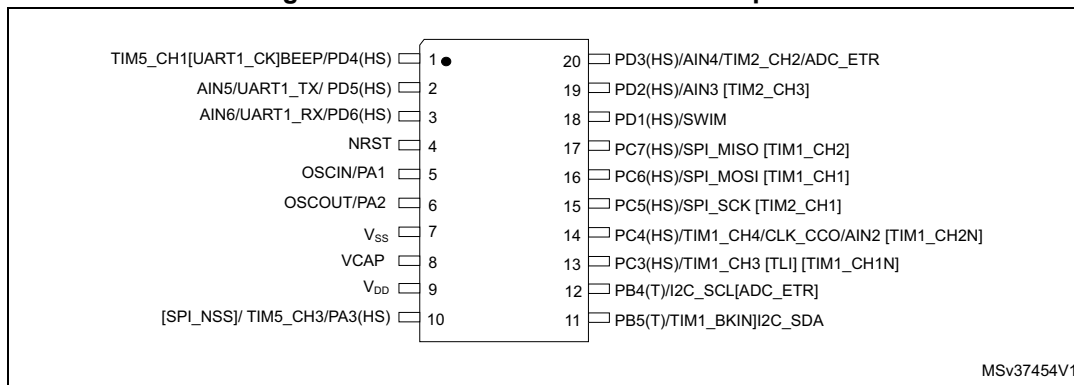 TIM5_CH1[UART1_CK]BEEP/PD4(HS) 1 20 PD3(HS)/AIN4/TIM2_CH2/ADC_ETR
AIN5/UART1_TX/ PD5(HS) 2 19 PD2(HS)/AIN3 [TIM2_CH3]
AIN6/UART1_RX/PD6(HS) 3 18 PD1(HS)/SWIM
NRST 4 17 PC7(HS)/SPI_MISO [TIM1_CH2]
OSCIN/PA1 5 16 PC6(HS)/SPI_MOSI [TIM1_CH1]
OSCOUT/PA2 6 15 PC5(HS)/SPI_SCK [TIM2_CH1]
VSS 7 14 PC4(HS)/TIM1_CH4/CLK_CCO/AIN2 [TIM1_CH2N]
VCAP 8 13 PC3(HS)/TIM1_CH3 [TLI] [TIM1_CH1N]
VDD 9 12 PB4(T)/I2C_SCL[ADC_ETR]
[SPI_NSS]/ TIM5_CH3/PA3(HS) 10 11 PB5(T)/TIM1_BKIN]I2C_SDA
MSv37454V1